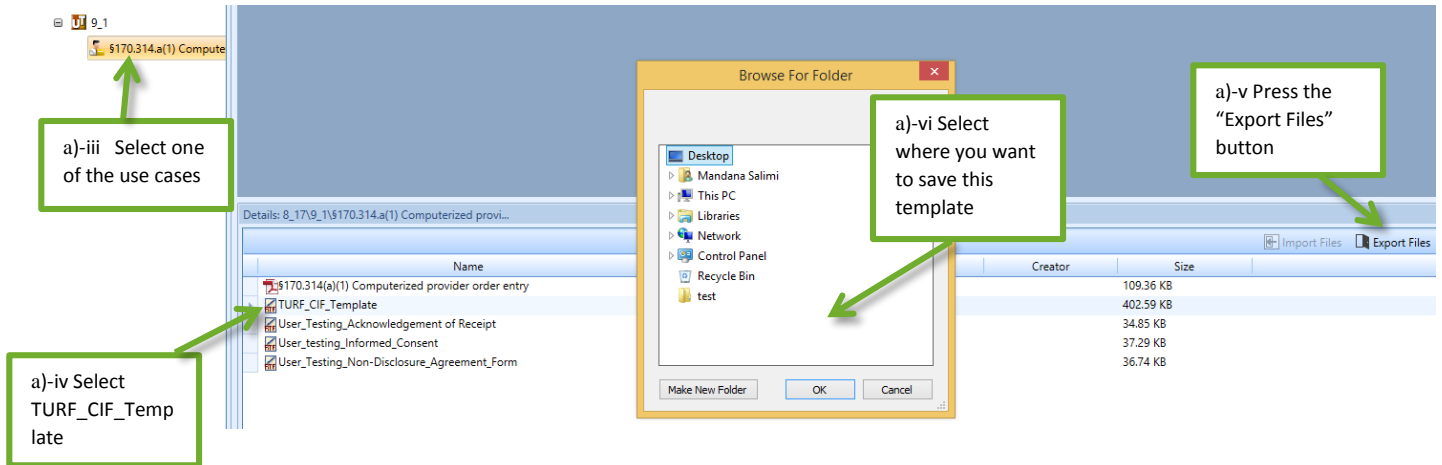 9_1
§170.314.a(1) Compute
a)-iii Select one
of the use cases
a)-iv Select
TURF_CIF_Temp
late
Details: 8_17\9_1\§170.314.a(1) Computerized provi...
Import Files Export Files
Name Creator Size
§170.314(a)(1) Computerized provider order entry 109.36 KB
TURF_CIF_Template 402.59 KB
User_Testing_Acknowledgement of Receipt 34.85 KB
User_testing_Informed_Consent 37.29 KB
User_Testing_Non-Disclosure_Agreement_Form 36.74 KB
Browse For Folder
Desktop
Mandana Salimi
This PC
Libraries
Network
Control Panel
Recycle Bin
test
Make New Folder OK Cancel
a)-vi Select
where you want
to save this
template
a)-v Press the
“Export Files”
button